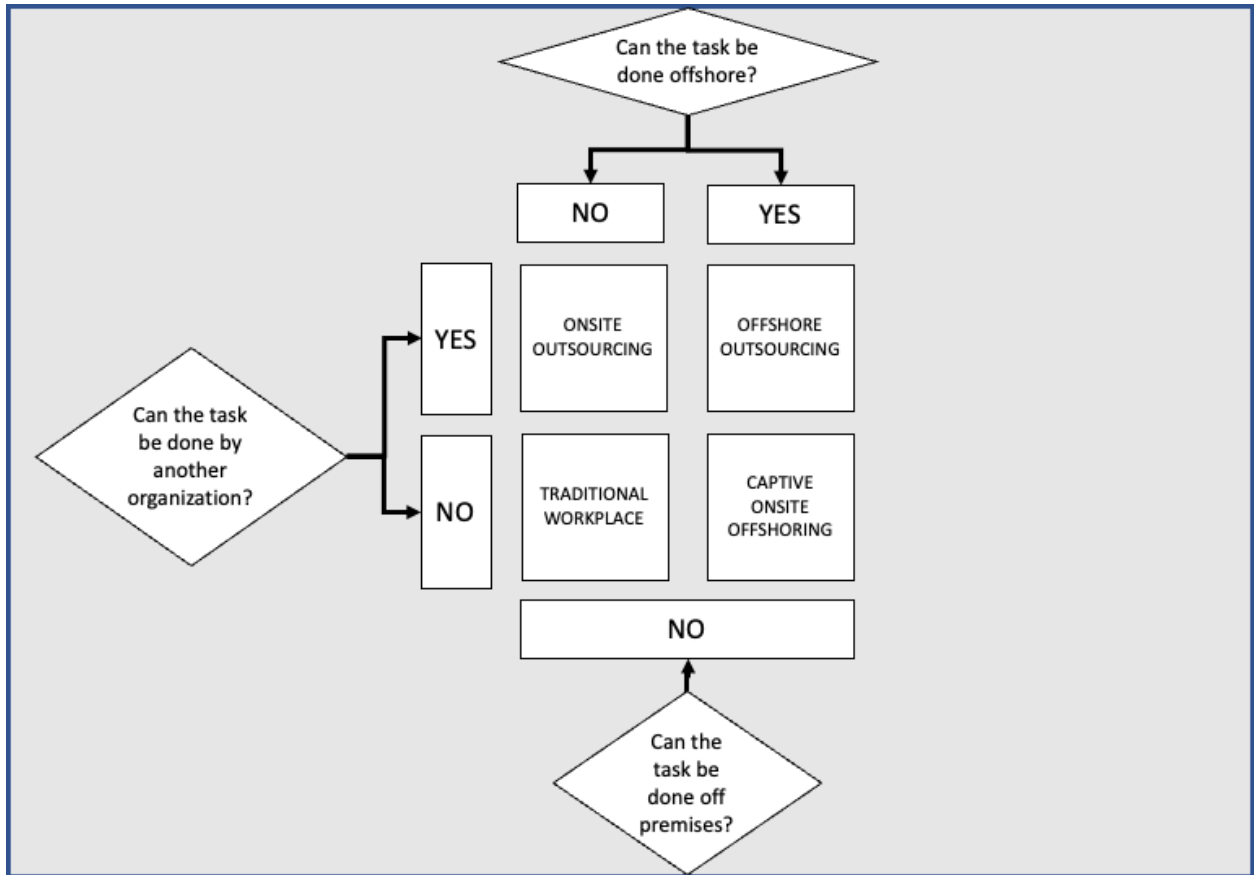 Can the task be
done offshore?
NO
YES
YES
ONSITE
OUTSOURCING
OFFSHORE
OUTSOURCING
Can the task
be done by
another
organization?
NO
TRADITIONAL
WORKPLACE
CAPTIVE
ONSITE
OFFSHORING
NO
Can the
task be
done off
premises?